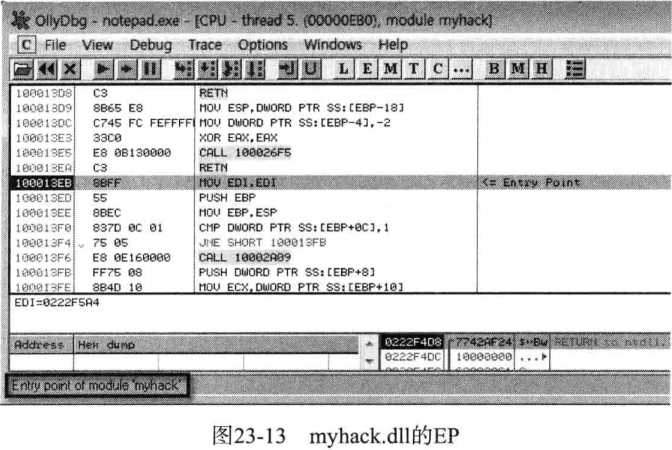 OllyDbg - notepad.exe - [CPU - thread 5. (00000EB0), module myhack]
C File View Debug Trace Options Windows Help
L E M T C ... B M H
100013D8 C3 RETN
100013D9 8B65 E8 MOV ESP,DWORD PTR SS:[EBP-18]
100013DC C745 FC FEFFFFF MOV DWORD PTR SS:[EBP-4],-2
100013E3 33C0 XOR EAX,EAX
100013E5 E8 0B130000 CALL 100026F5
100013EA C3 RETN
100013EB 8BFF MOV EDI,EDI <= Entry Point
100013ED 55 PUSH EBP
100013EE 8BEC MOV EBP,ESP
100013F0 837D 0C 01 CMP DWORD PTR SS:[EBP+0C],1
100013F4 75 05 JNE SHORT 100013FB
100013F6 E8 0E160000 CALL 10002A09
100013FB FF75 08 PUSH DWORD PTR SS:[EBP+8]
100013FE 8B4D 10 MOV ECX,DWORD PTR SS:[EBP+10]
EDI=0222F5A4
Address Hex dump
0222F4D8 7742AF24 RETURN to ntdll.
0222F4DC 10000000
Entry point of module 'myhack'
图23-13 myhack.dll的EP